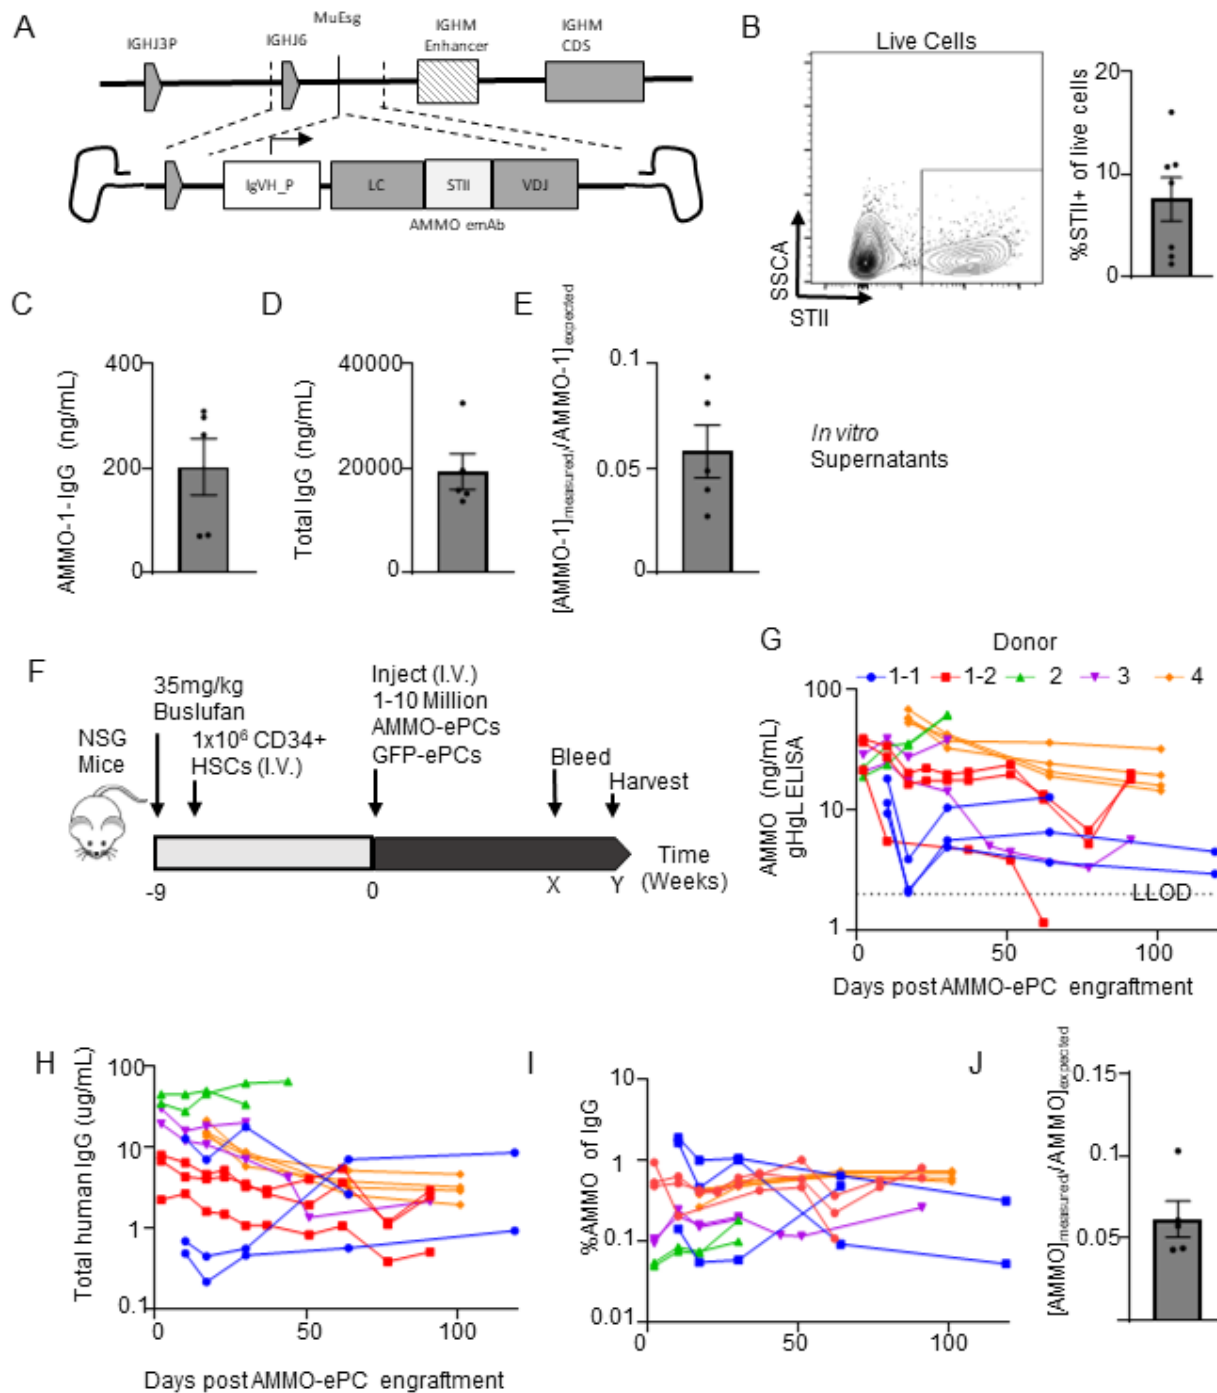 A
IGHJ3P
IGHJ6
MuEsg
IGHM
Enhancer
IGHM
CDS
IgVH_P
LC
STII
VDJ
AMMO emAb
B
Live Cells
SSCA
STII
%STII+ of live cells
20
10
0
C
AMMO-1-IgG (ng/mL)
400
200
0
D
Total IgG (ng/mL)
40000
20000
0
E
[AMMO-1]measured/AMMO-1]expected
0.1
0.05
0
In vitro
Supernatants
F
NSG
Mice
35mg/kg
Buslufan
1x10⁶ CD34+
HSCs (I.V.)
Inject (I.V.)
1-10 Million
AMMO-ePCs
GFP-ePCs
Bleed
Harvest
-9
0
X
Y
Time
(Weeks)
G
Donor
1-1
1-2
2
3
4
AMMO (ng/mL)
gHgL ELISA
100
10
1
LLOD
0
50
100
Days post AMMO-ePC engraftment
H
Total human IgG (ug/mL)
100
10
1
0.1
0
50
100
Days post AMMO-ePC engraftment
I
%AMMO of IgG
10
1
0.1
0.01
0
50
100
J
[AMMO]measured/AMMO]expected
0.15
0.1
0.05